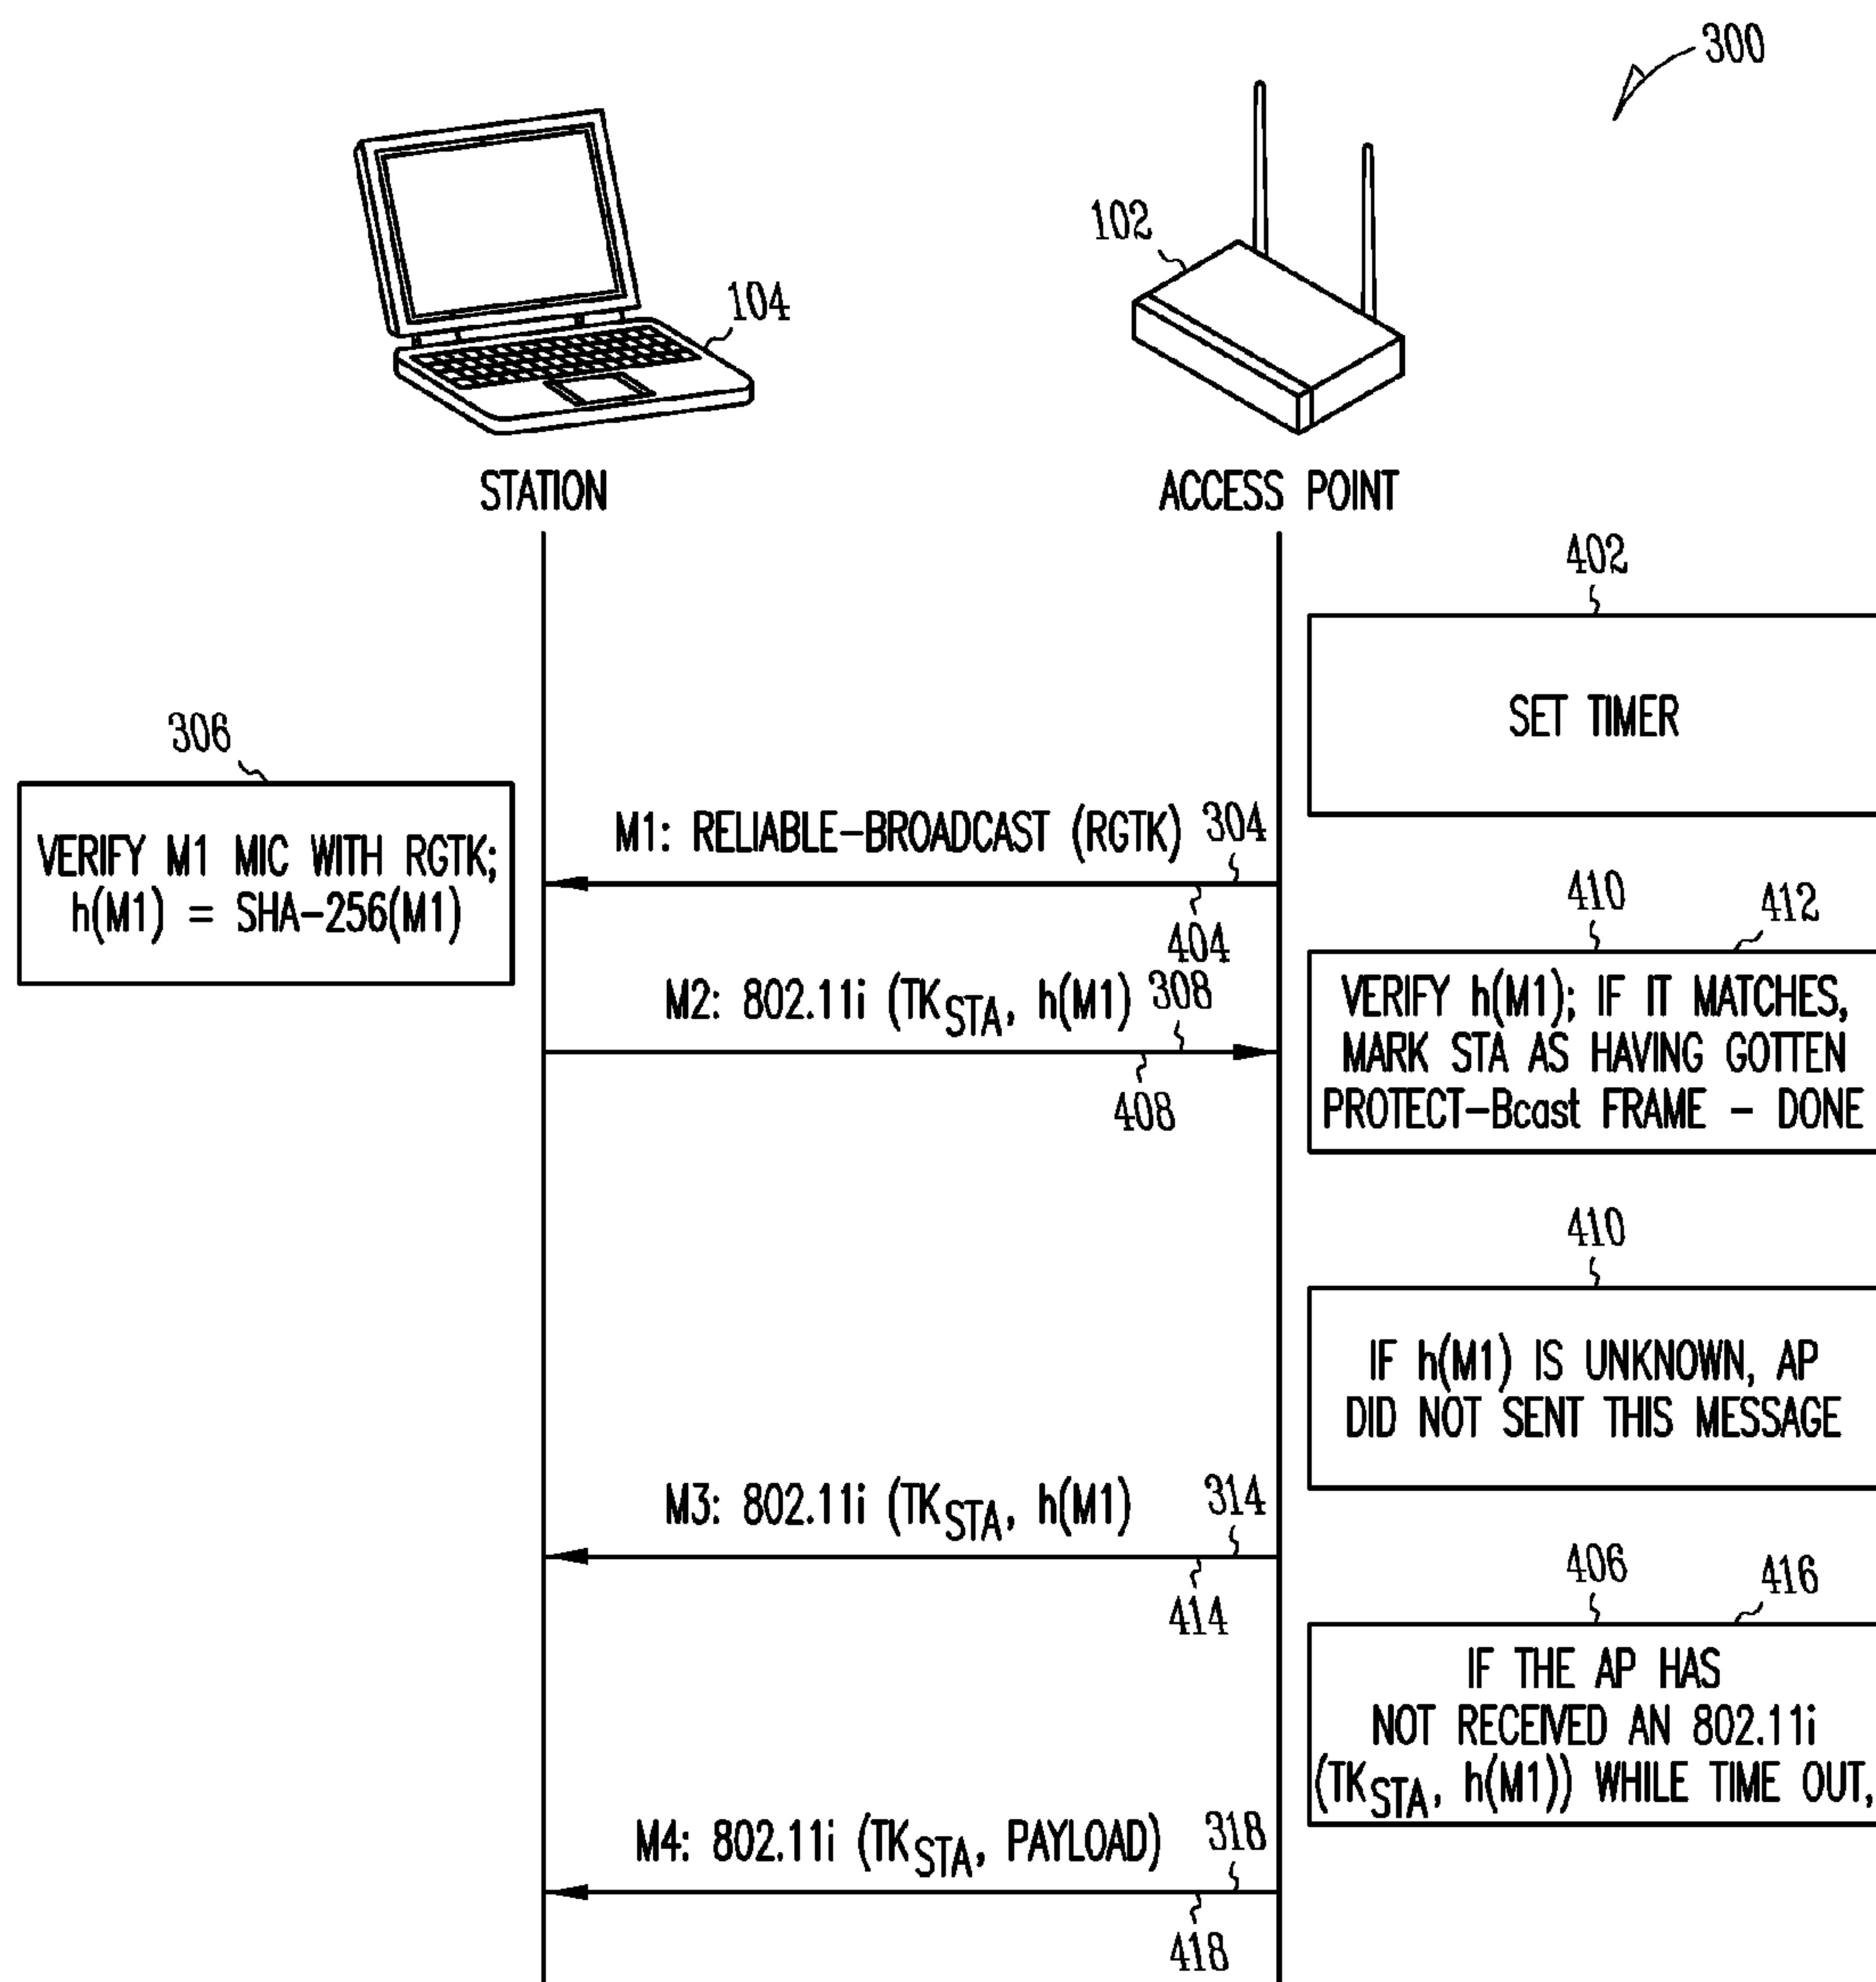 300
102
104
STATION
ACCESS POINT
402
SET TIMER
306
VERIFY M1 MIC WITH RGTK;
h(M1) = SHA-256(M1)
M1: RELIABLE-BROADCAST (RGTK) 304
404
410 412
VERIFY h(M1); IF IT MATCHES,
MARK STA AS HAVING GOTTEN
PROTECT-Bcast FRAME - DONE
M2: 802.11i (TKSTA, h(M1) 308
408
410
IF h(M1) IS UNKNOWN, AP
DID NOT SENT THIS MESSAGE
M3: 802.11i (TKSTA, h(M1) 314
414
406 416
IF THE AP HAS
NOT RECEIVED AN 802.11i
(TKSTA, h(M1)) WHILE TIME OUT,
M4: 802.11i (TKSTA, PAYLOAD) 318
418